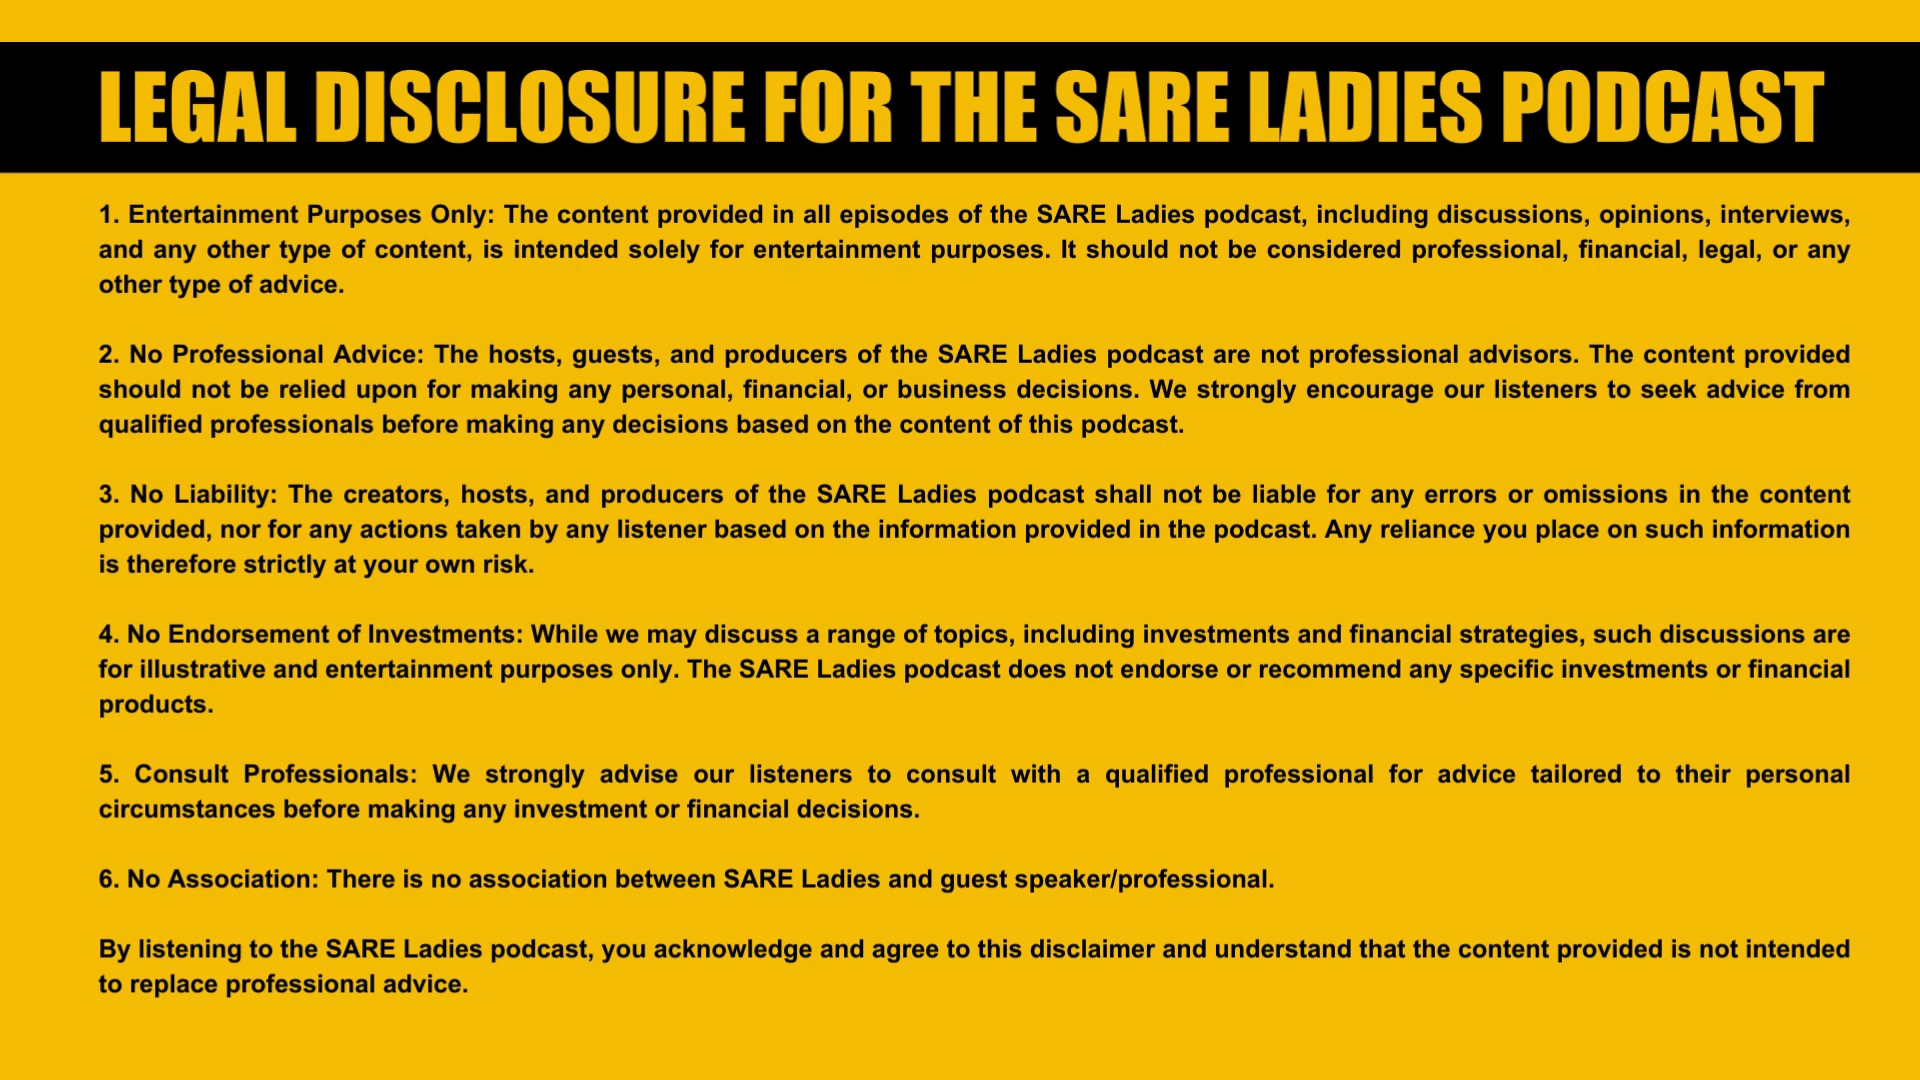 LEGAL DISCLOSURE FOR THE SARE LADIES PODCAST
1. Entertainment Purposes Only: The content provided in all episodes of the SARE Ladies podcast, including discussions, opinions, interviews,
and any other type of content, is intended solely for entertainment purposes. It should not be considered professional, financial, legal, or any
other type of advice.
2. No Professional Advice: The hosts, guests, and producers of the SARE Ladies podcast are not professional advisors. The content provided
should not be relied upon for making any personal, financial, or business decisions. We strongly encourage our listeners to seek advice from
qualified professionals before making any decisions based on the content of this podcast.
3. No Liability: The creators, hosts, and producers of the SARE Ladies podcast shall not be liable for any errors or omissions in the content
provided, nor for any actions taken by any listener based on the information provided in the podcast. Any reliance you place on such information
is therefore strictly at your own risk.
4. No Endorsement of Investments: While we may discuss a range of topics, including investments and financial strategies, such discussions are
for illustrative and entertainment purposes only. The SARE Ladies podcast does not endorse or recommend any specific investments or financial
products.
5. Consult Professionals: We strongly advise our listeners to consult with a qualified professional for advice tailored to their personal
circumstances before making any investment or financial decisions.
6. No Association: There is no association between SARE Ladies and guest speaker/professional.
By listening to the SARE Ladies podcast, you acknowledge and agree to this disclaimer and understand that the content provided is not intended
to replace professional advice.